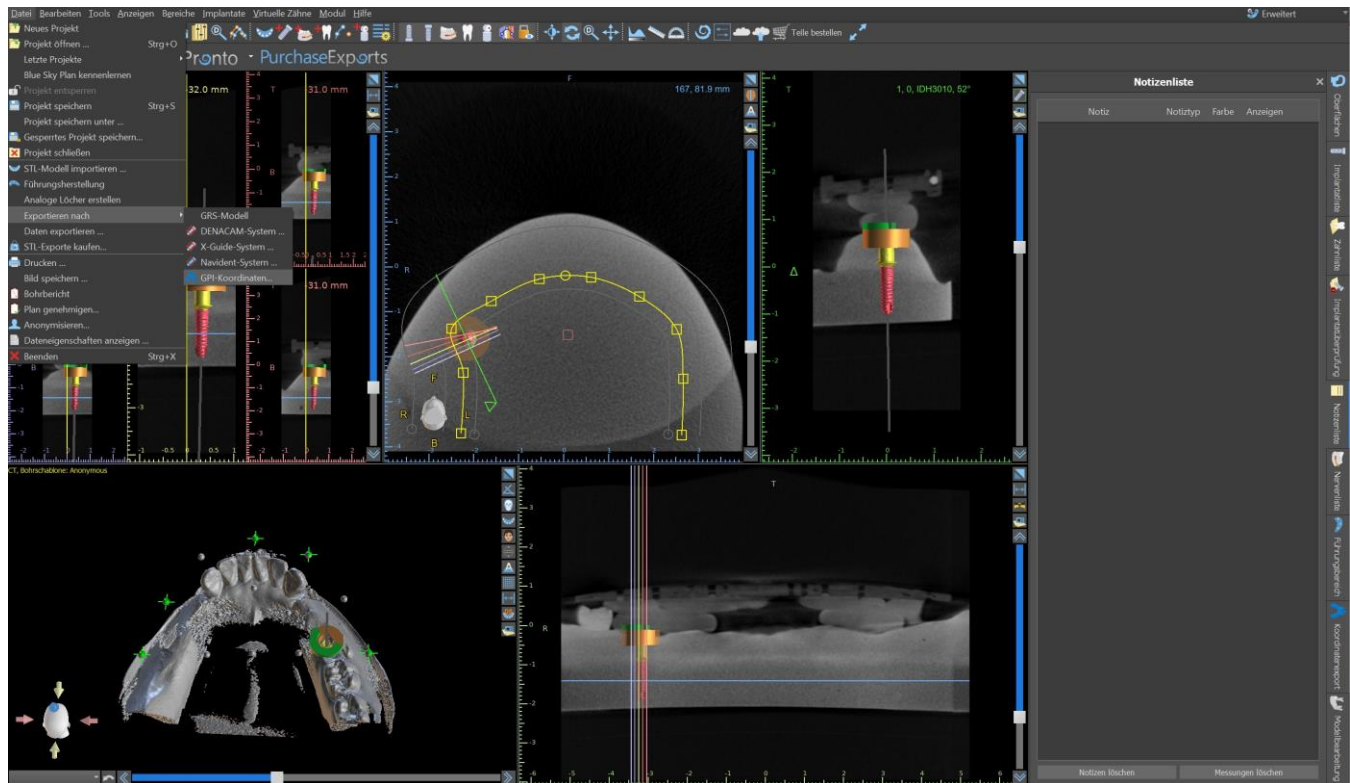 Datei Bearbeiten Tools Anzeigen Bereiche Implantate Virtuelle Zähne Modul Hilfe
Erweitert
Neues Projekt
Projekt öffnen ... Strg+O
Letzte Projekte
Blue Sky Plan kennenlernen
Projekt entsperren
Projekt speichern Strg+S
Projekt speichern unter ...
Gesperrtes Projekt speichern...
Projekt schließen
STL-Modell importieren ...
Führungsherstellung
Analoge Löcher erstellen
Exportieren nach
Daten exportieren ...
STL-Exporte kaufen...
Drucken ...
Bild speichern ...
Bohrbericht
Plan genehmigen...
Anonymisieren...
Dateneigenschaften anzeigen ...
Beenden Strg+X
GRS-Modell
DENACAM-System ...
X-Guide-System ...
Navident-System ...
GPI-Koordinaten...
Teile bestellen
Pronto PurchaseExports
-32.0 mm
T -31.0 mm
B
-31.0 mm
B
B
F
167, 81.9 mm
R
F
R L
B
T
1, 0, IDH3010, 52°
CT, Bohrschablone: Anonymous
T
R
Notizenliste
Notiz Notiztyp Farbe Anzeigen
Notizen löschen Messungen löschen
Oberflächen
Implantatliste
Zahnliste
Implantatüberprüfung
Notizenliste
Nervenliste
Führungsbereich
Koordinatenexport
Modellbearbeitung